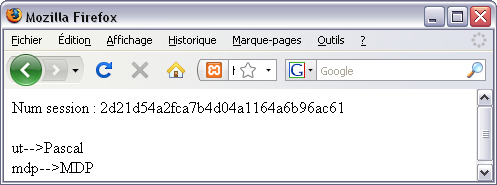 Mozilla Firefox
Fichier Édition Affichage Historique Marque-pages Outils ?
Google
Num session : 2d21d54a2fca7b4d04a1164a6b96ac61
ut-->Pascal
mdp-->MDP